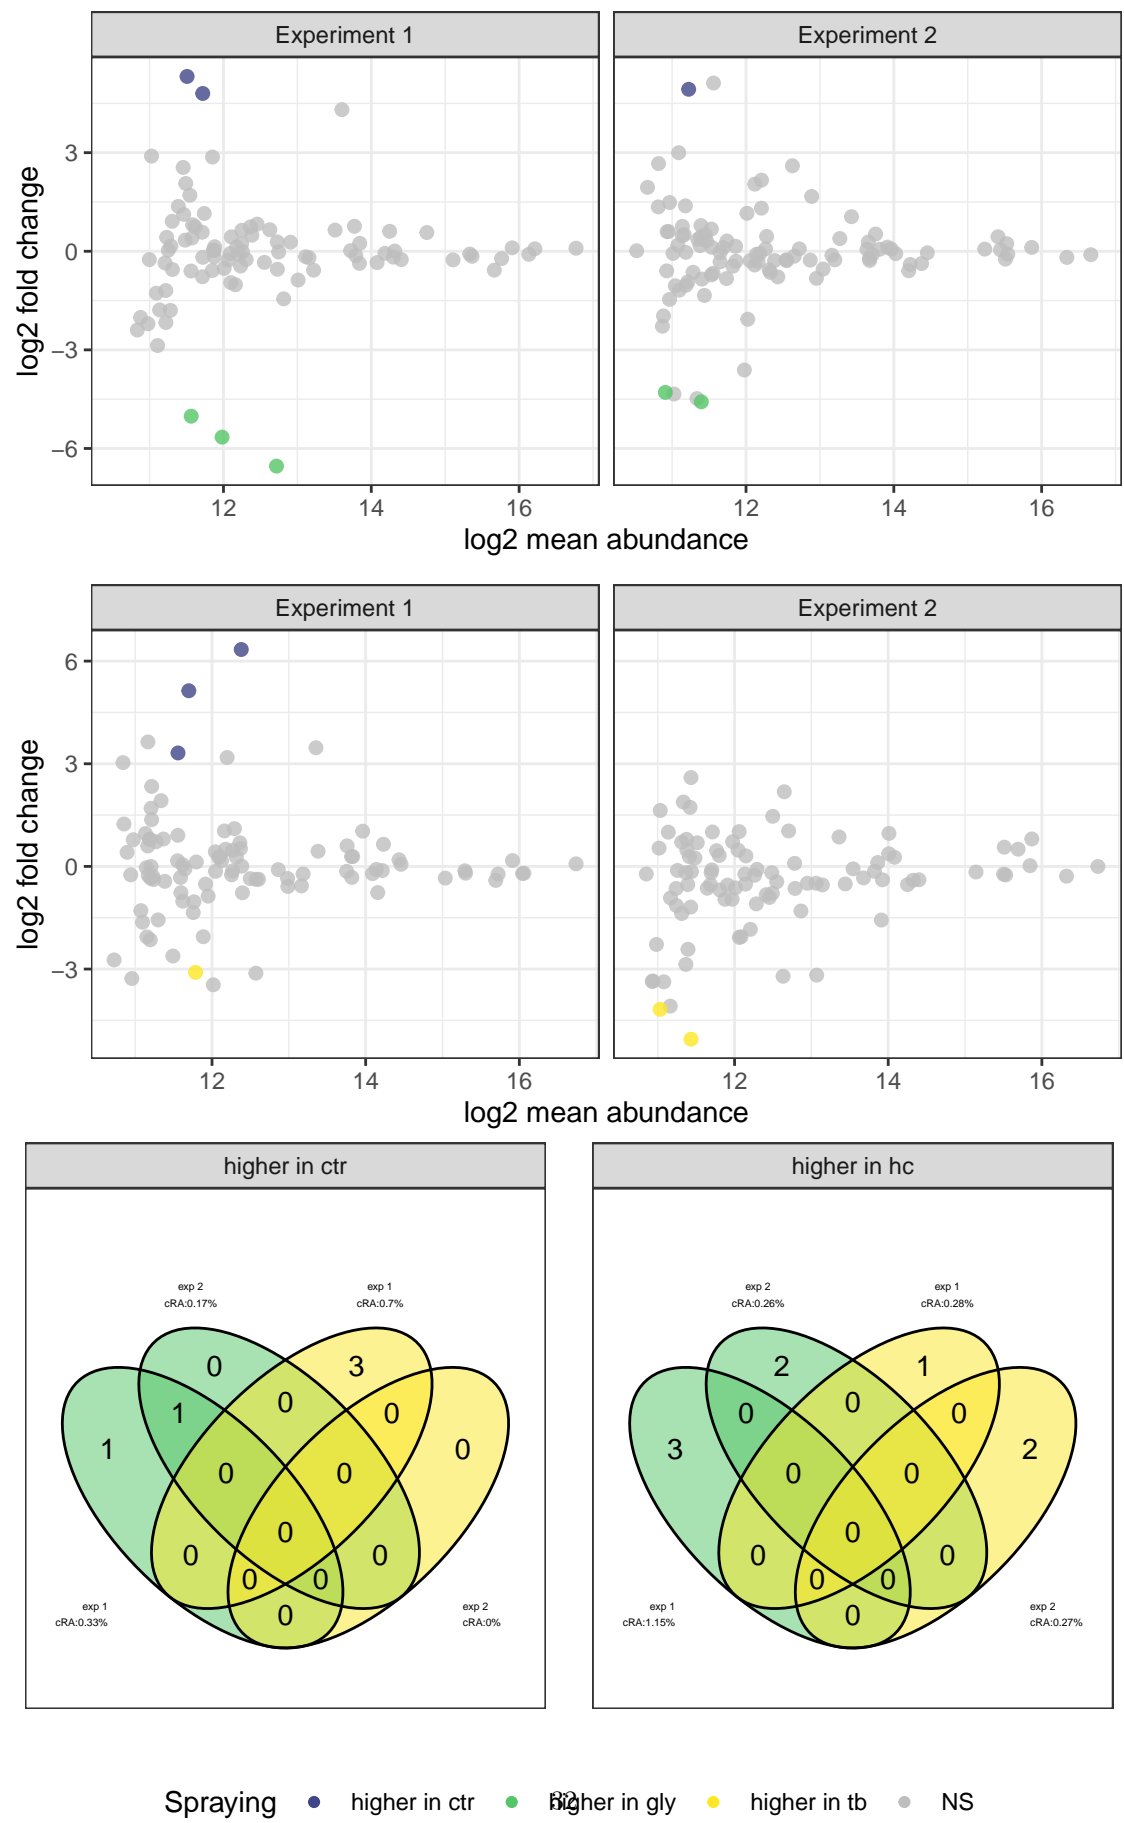 Experiment 1 Experiment 2
log2 fold change
3
0
−3
−6
12 14 16 12 14 16
log2 mean abundance
Experiment 1 Experiment 2
log2 fold change
6
3
0
−3
12 14 16 12 14 16
log2 mean abundance
higher in ctr
exp 2 exp 1
cRA:0.17% cRA:0.7%
0 3
0
1 0
1 0
0 0
0
0 0
0 0
0
exp 1 exp 2
cRA:0.33% cRA:0%
higher in hc
exp 2 exp 1
cRA:0.26% cRA:0.28%
2 1
0
0 0
3 2
0 0
0
0 0
0 0
0
exp 1 exp 2
cRA:1.15% cRA:0.27%
Spraying higher in ctr higher in gly higher in tb NS
32